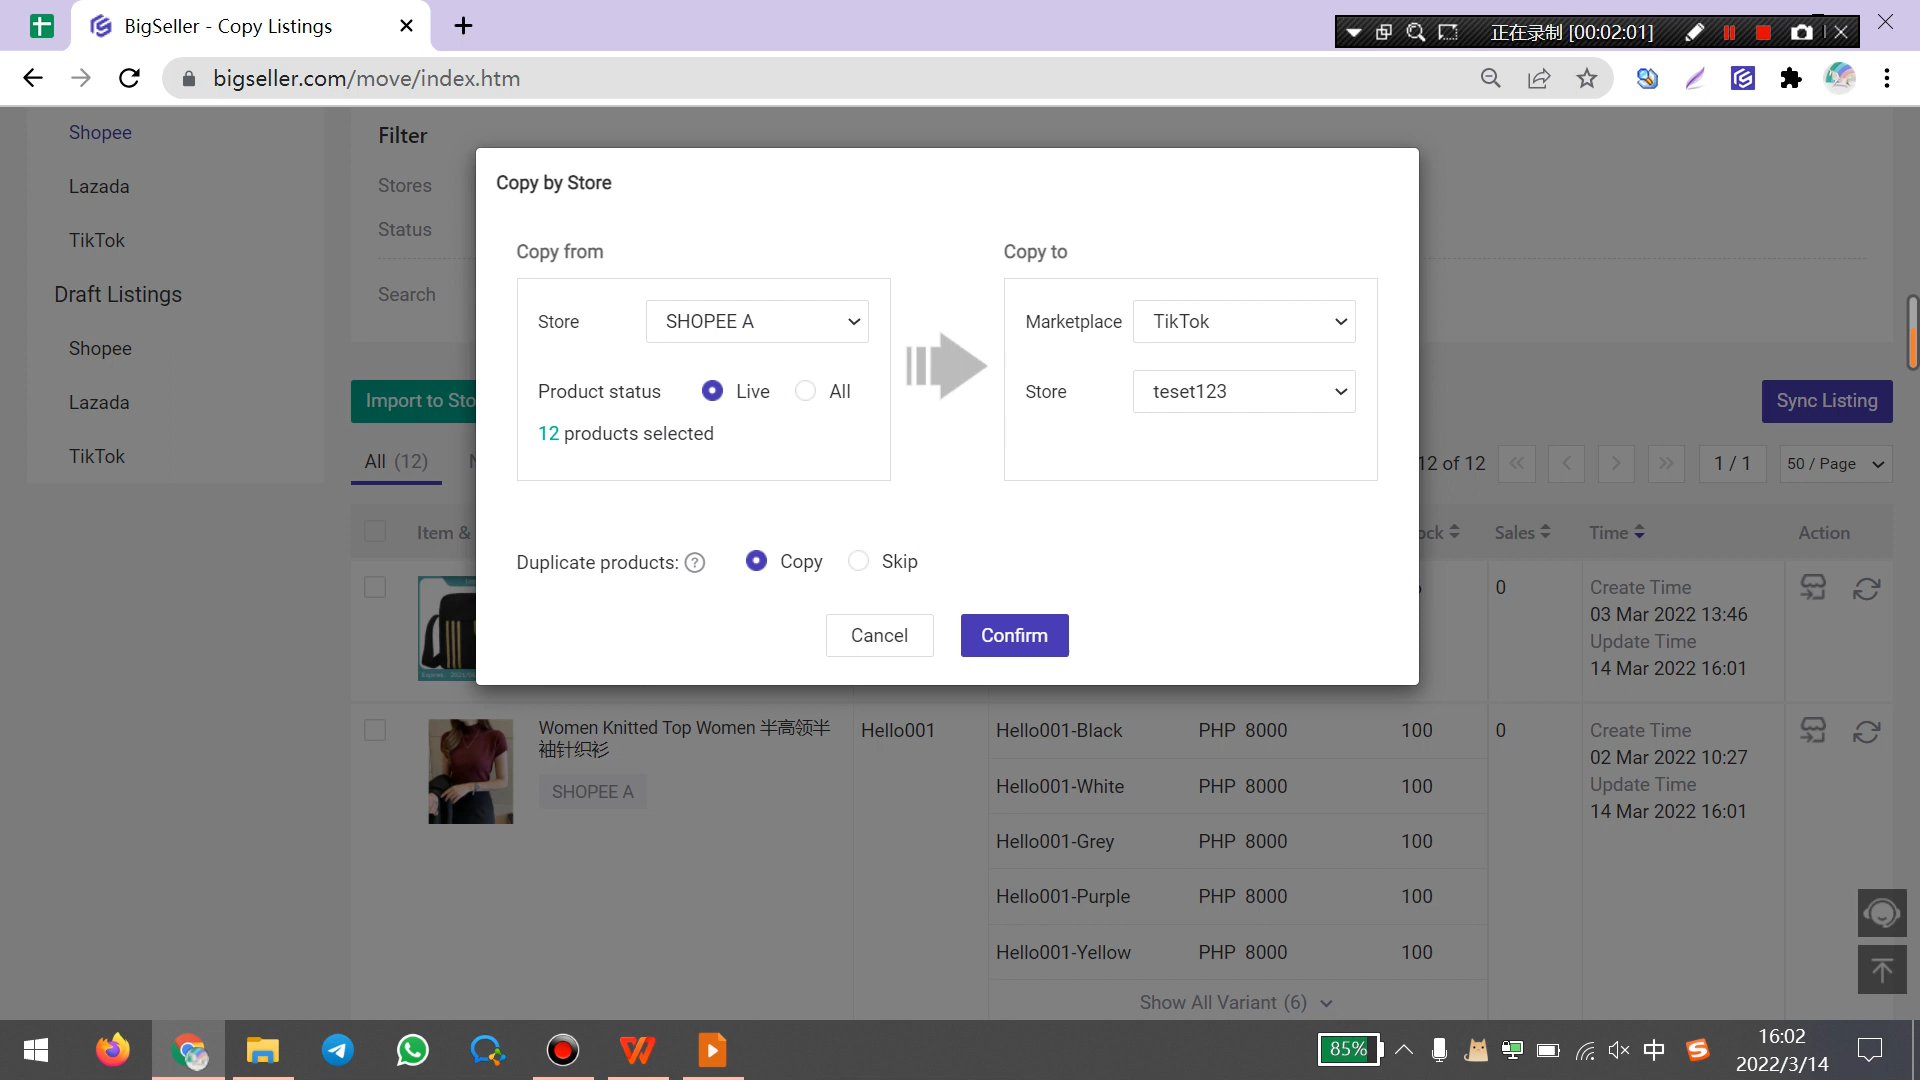 BigSeller - Copy Listings
正在录制 [00:02:01]
bigseller.com/move/index.htm
Shopee
Lazada
TikTok
Draft Listings
Shopee
Lazada
TikTok
Filter
Stores
Status
Search
Copy by Store
Copy from
Store
SHOPEE A
Product status
Live
All
12 products selected
Copy to
Marketplace
TikTok
Store
teset123
Duplicate products:
Copy
Skip
Cancel
Confirm
Import to Sto
Sync Listing
All (12)
12 of 12
1 / 1
50 / Page
Item &
ock
Sales
Time
Action
0
Create Time
03 Mar 2022 13:46
Update Time
14 Mar 2022 16:01
Women Knitted Top Women 半高领半
袖针织衫
SHOPEE A
Hello001
Hello001-Black PHP 8000 100
Hello001-White PHP 8000 100
Hello001-Grey PHP 8000 100
Hello001-Purple PHP 8000 100
Hello001-Yellow PHP 8000 100
Show All Variant (6)
0
Create Time
02 Mar 2022 10:27
Update Time
14 Mar 2022 16:01
85%
中
16:02
2022/3/14